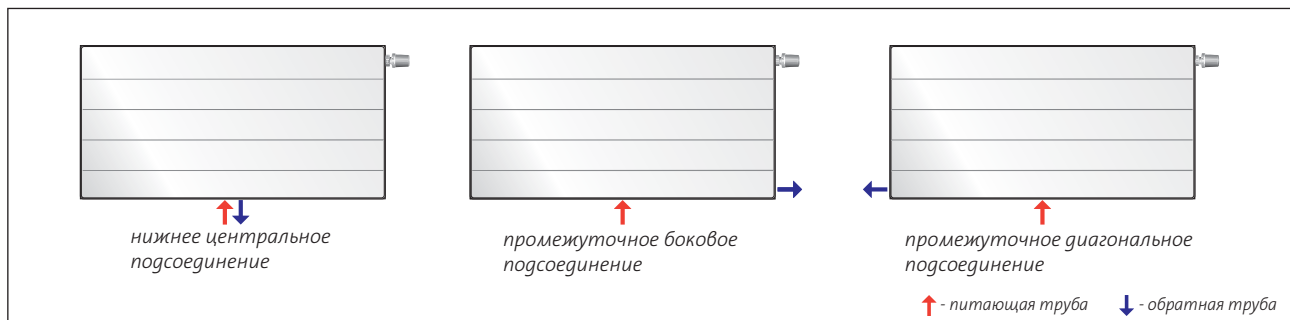 нижнее центральное
подсоединение
промежуточное боковое
подсоединение
промежуточное диагональное
подсоединение
- питающая труба
- обратная труба